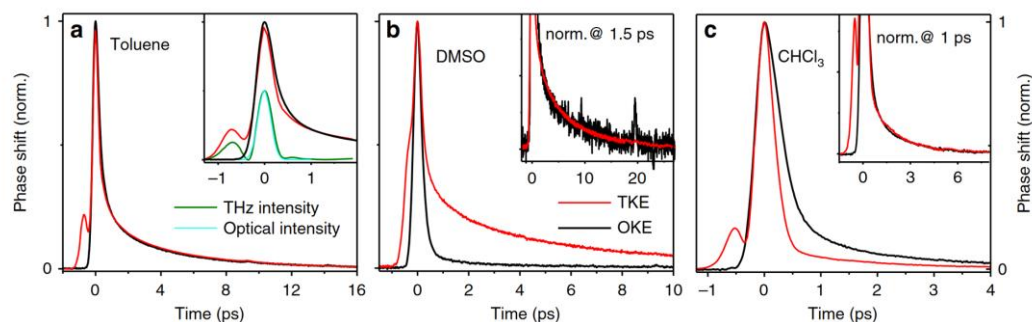 Phase shift (norm.)
1
0
a
Toluene
−1
0
1
THz intensity
Optical intensity
0
4
8
12
16
Time (ps)
b
DMSO
norm.@ 1.5 ps
0
10
20
TKE
OKE
0
2
4
6
8
10
Time (ps)
c
CHCl3
norm.@ 1 ps
0
3
6
−1
0
1
2
3
4
Time (ps)
1
0
Phase shift (norm.)